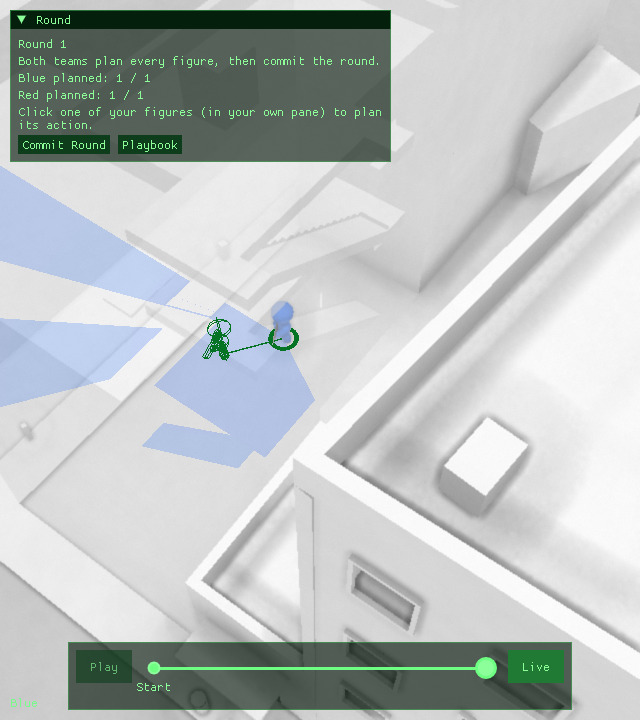 Round
Round 1
Both teams plan every figure, then commit the round.
Blue planned: 1 / 1
Red planned: 1 / 1
Click one of your figures (in your own pane) to plan
its action.
Commit Round Playbook
Play
Live
Start